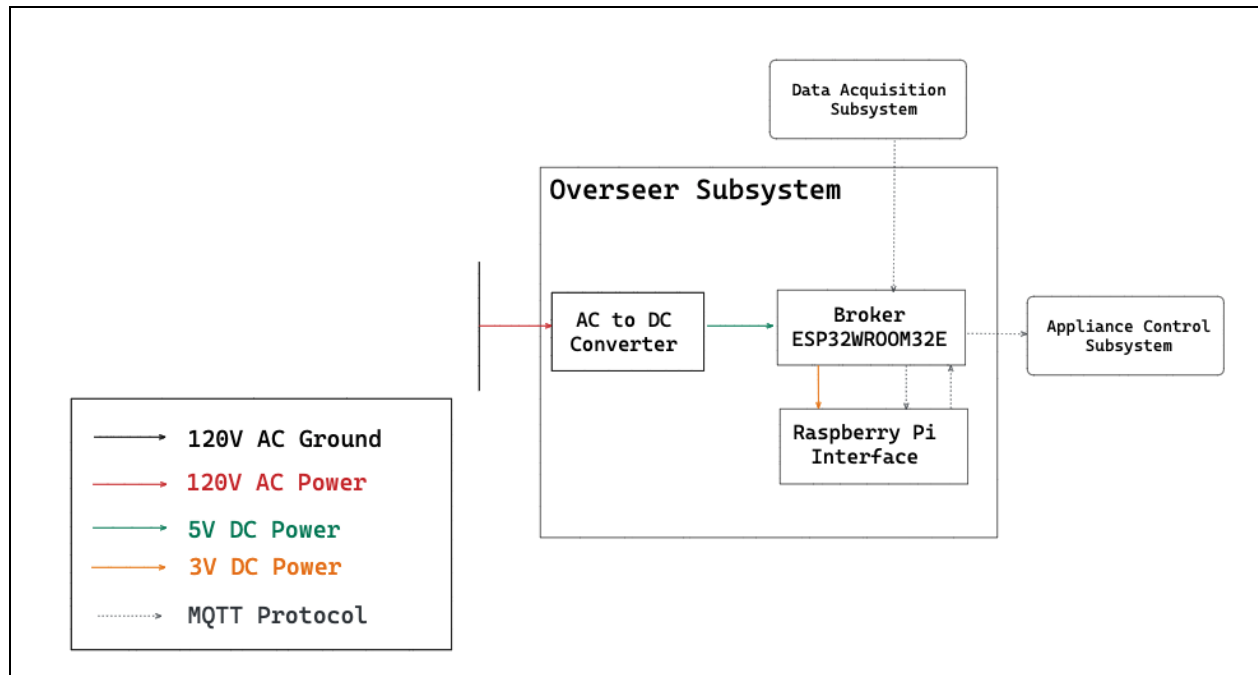 Data Acquisition
Subsystem
Overseer Subsystem
AC to DC
Converter
Broker
ESP32WROOM32E
Appliance Control
Subsystem
Raspberry Pi
Interface
120V AC Ground
120V AC Power
5V DC Power
3V DC Power
MQTT Protocol